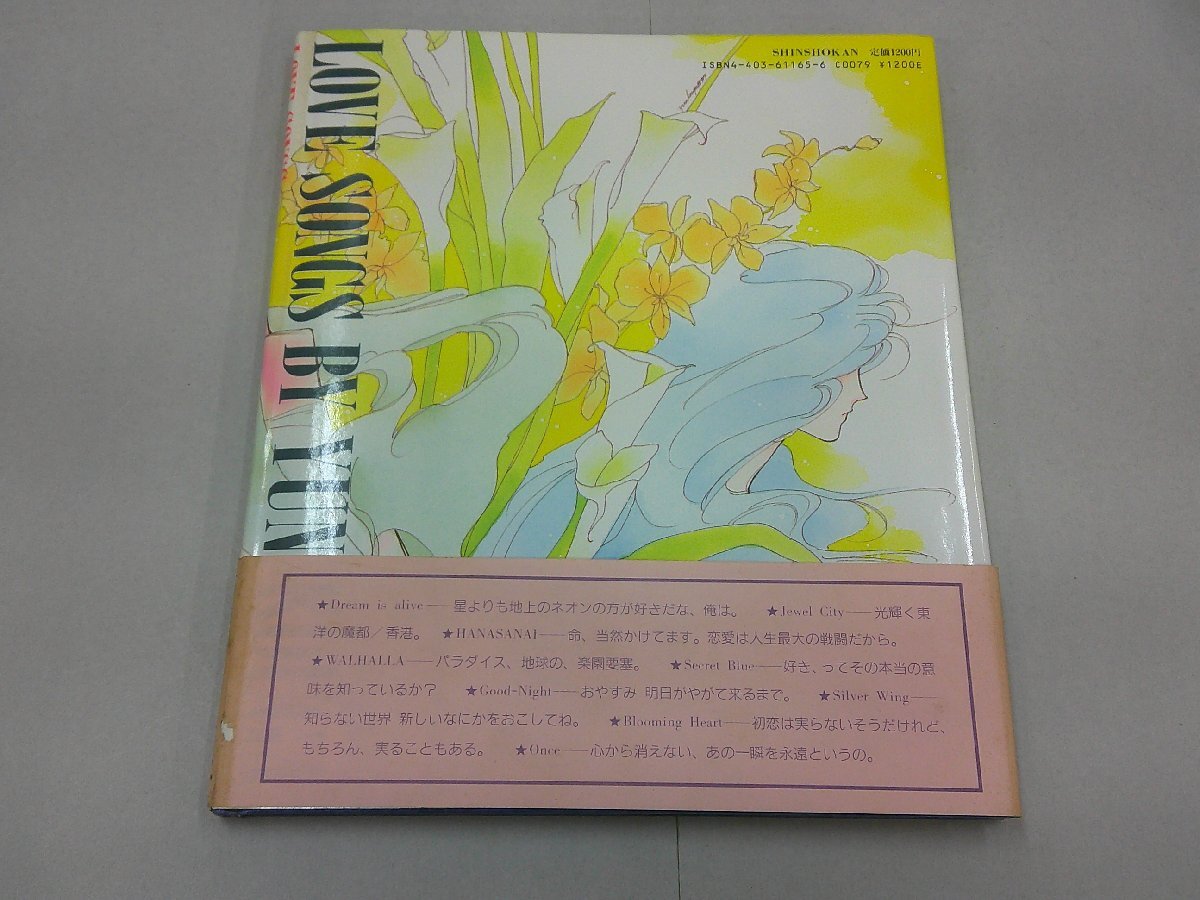 SHINSHOKAN 定価1200円
ISBN4-403-61165-6 C0079 ¥1200E
LOVE SONGS BY YUN
★Dream is alive——星よりも地上のネオンの方が好きだな、俺は。 ★Jewel City——光輝く東
洋の魔都/香港。 ★HANASANAI——命、当然かけてます。恋愛は人生最大の戦闘だから。
★WALHALLA——パラダイス、地球の、楽園要塞。 ★Secret Blue——好き、ってその本当の意
味を知っているか? ★Good-Night——おやすみ 明日がやがて来るまで。 ★Silver Wing——
知らない世界 新しいなにかをおこしてね。 ★Blooming Heart——初恋は実らないそうだけれど、
もちろん、実ることもある。 ★Once——心から消えない、あの一瞬を永遠というの。